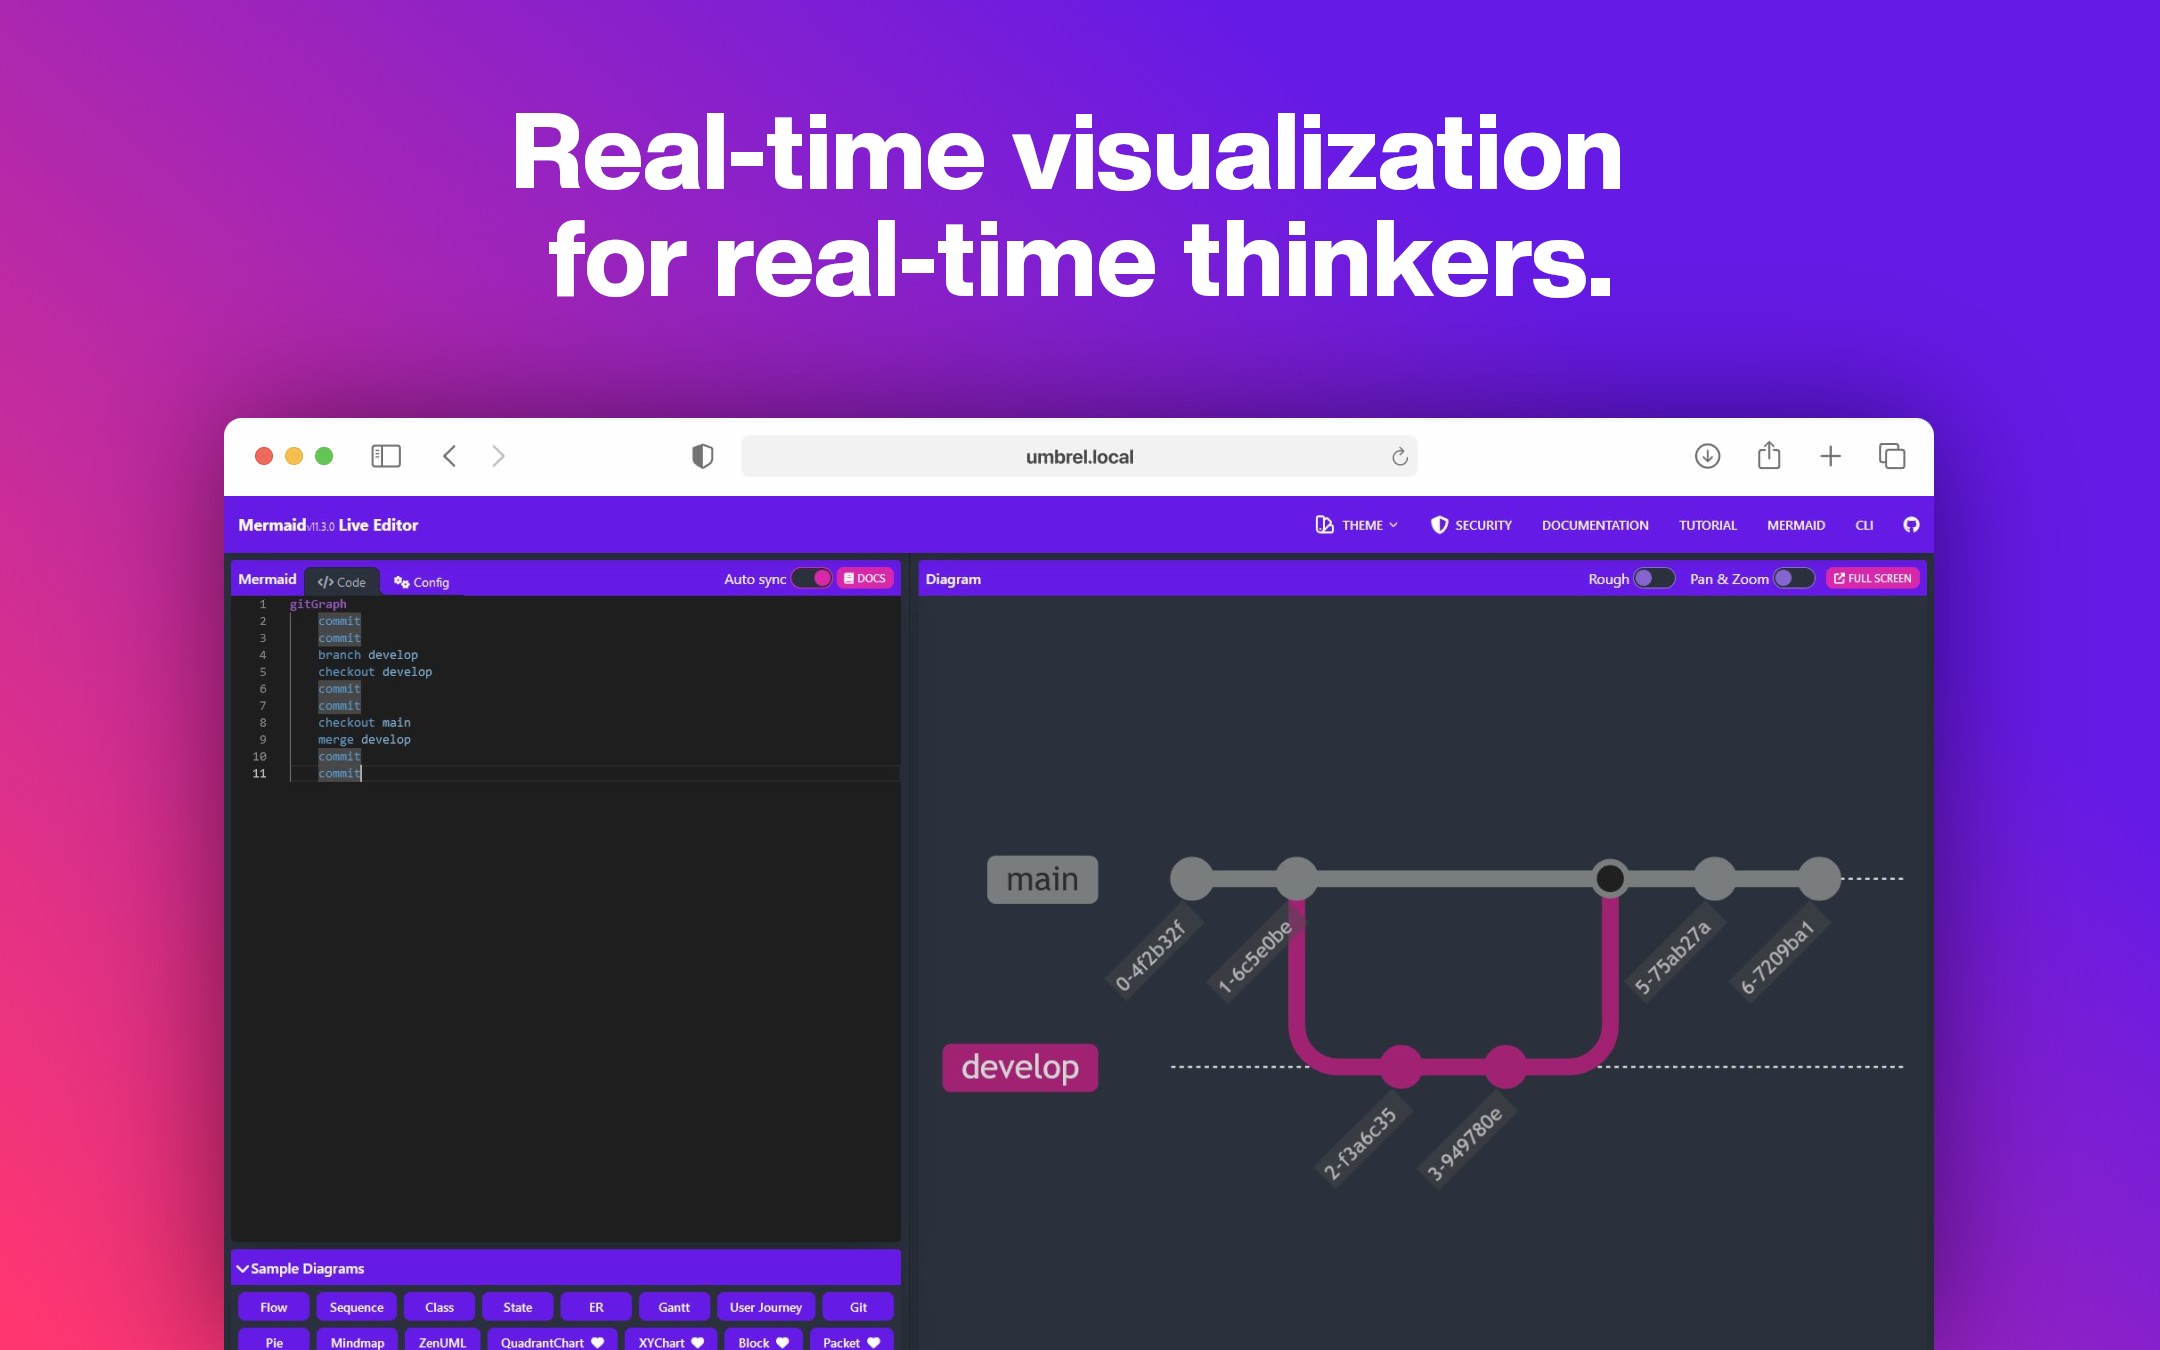 Real-time visualization
for real-time thinkers.
umbrel.local
Mermaid v11.3.0 Live Editor
THEME
SECURITY
DOCUMENTATION
TUTORIAL
MERMAID
CLI
Mermaid
Code
Config
Auto sync
DOCS
1 gitGraph
2 commit
3 commit
4 branch develop
5 checkout develop
6 commit
7 commit
8 checkout main
9 merge develop
10 commit
11 commit
Diagram
Rough
Pan & Zoom
FULL SCREEN
main
0-4f2b32f
1-6c5e0be
5-75ab27a
6-7209ba1
develop
2-f3a6c35
3-949780e
Sample Diagrams
Flow
Sequence
Class
State
ER
Gantt
User Journey
Git
Pie
Mindmap
ZenUML
QuadrantChart
XYChart
Block
Packet